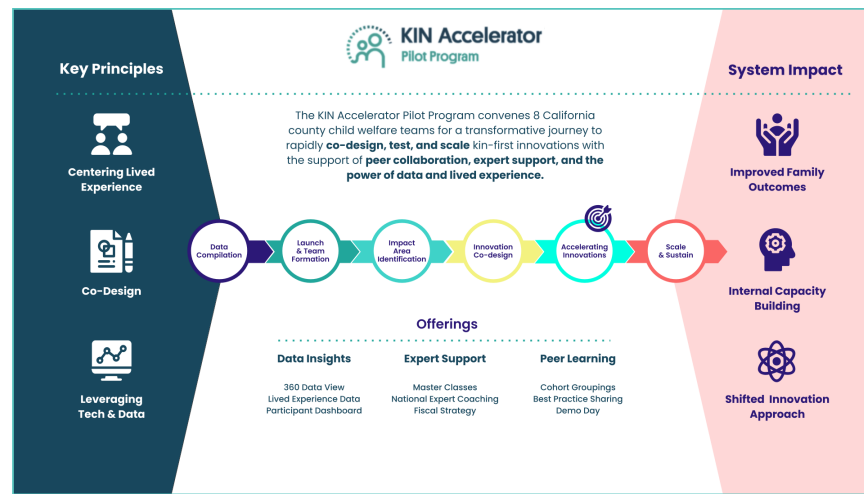 KIN Accelerator
Pilot Program
Key Principles
System Impact
The KIN Accelerator Pilot Program convenes 8 California
county child welfare teams for a transformative journey to
rapidly co-design, test, and scale kin-first innovations with
the support of peer collaboration, expert support, and the
power of data and lived experience.
Centering Lived
Experience
Co-Design
Leveraging
Tech & Data
Data
Compilation
Launch
& Team
Formation
Impact
Area
Identification
Innovation
Co-design
Accelerating
Innovations
Scale
& Sustain
Offerings
Data Insights
360 Data View
Lived Experience Data
Participant Dashboard
Expert Support
Master Classes
National Expert Coaching
Fiscal Strategy
Peer Learning
Cohort Groupings
Best Practice Sharing
Demo Day
Improved Family
Outcomes
Internal Capacity
Building
Shifted Innovation
Approach